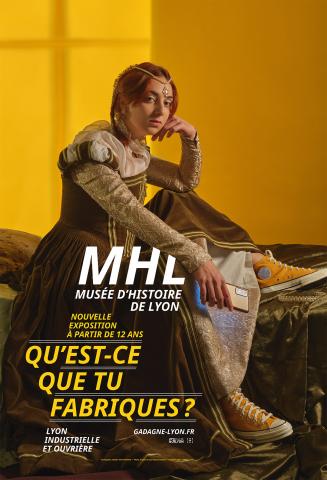 MHL
MUSÉE D'HISTOIRE
DE LYON
NOUVELLE
EXPOSITION
À PARTIR DE 12 ANS
QU'EST-CE
QUE TU
FABRIQUES ?
LYON
INDUSTRIELLE
ET OUVRIÈRE
GADAGNE-LYON.FR